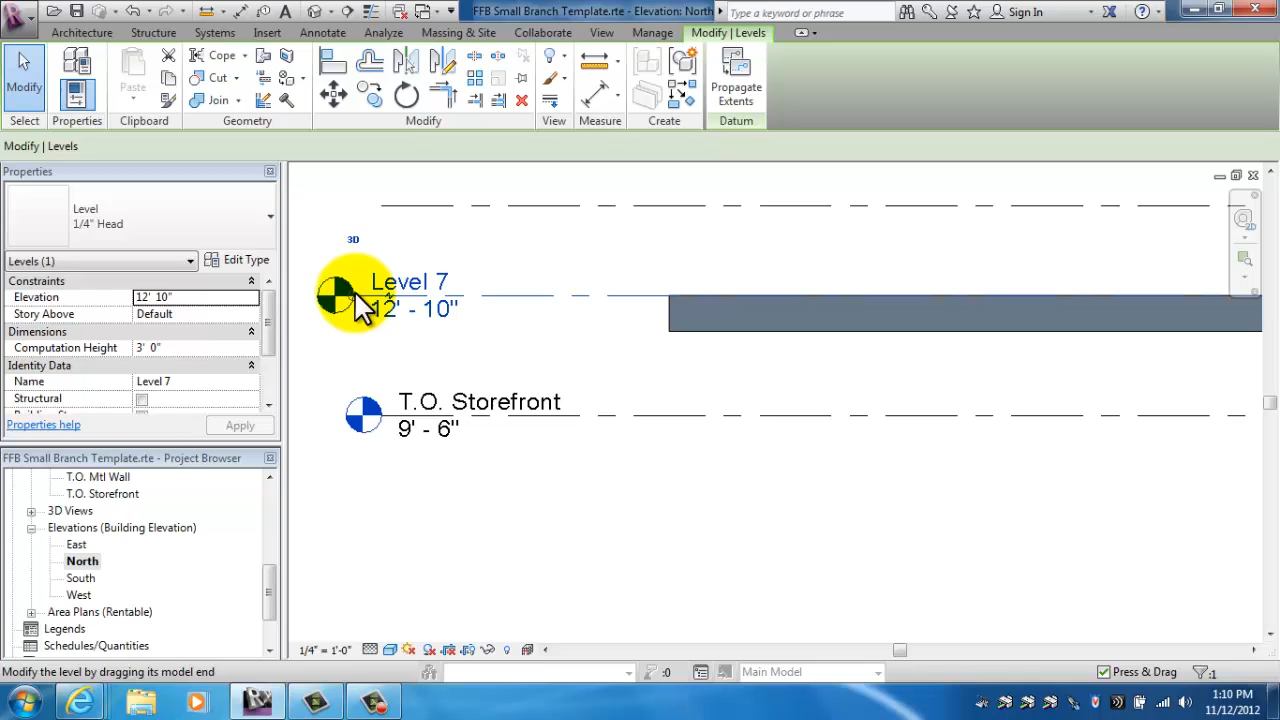 FFB Small Branch Template.rte - Elevation: North
Type a keyword or phrase
Sign In
Architecture Structure Systems Insert Annotate Analyze Massing & Site Collaborate View Manage Modify | Levels
Modify
Paste
Cope
Cut
Join
Propagate
Extents
Select Properties Clipboard Geometry Modify View Measure Create Datum
Modify | Levels
Properties
Level
1/4" Head
Levels (1)
Edit Type
Constraints
Elevation 12' 10"
Story Above Default
Dimensions
Computation Height 3' 0"
Identity Data
Name Level 7
Structural
Properties help
Apply
FFB Small Branch Template.rte - Project Browser
T.O. Mtl Wall
T.O. Storefront
3D Views
Elevations (Building Elevation)
East
North
South
West
Area Plans (Rentable)
Legends
Schedules/Quantities
3D
Level 7
12' - 10"
T.O. Storefront
9' - 6"
2D
1/4" = 1'-0"
Modify the level by dragging its model end
:0
Main Model
Press & Drag
:1
1:10 PM
11/12/2012